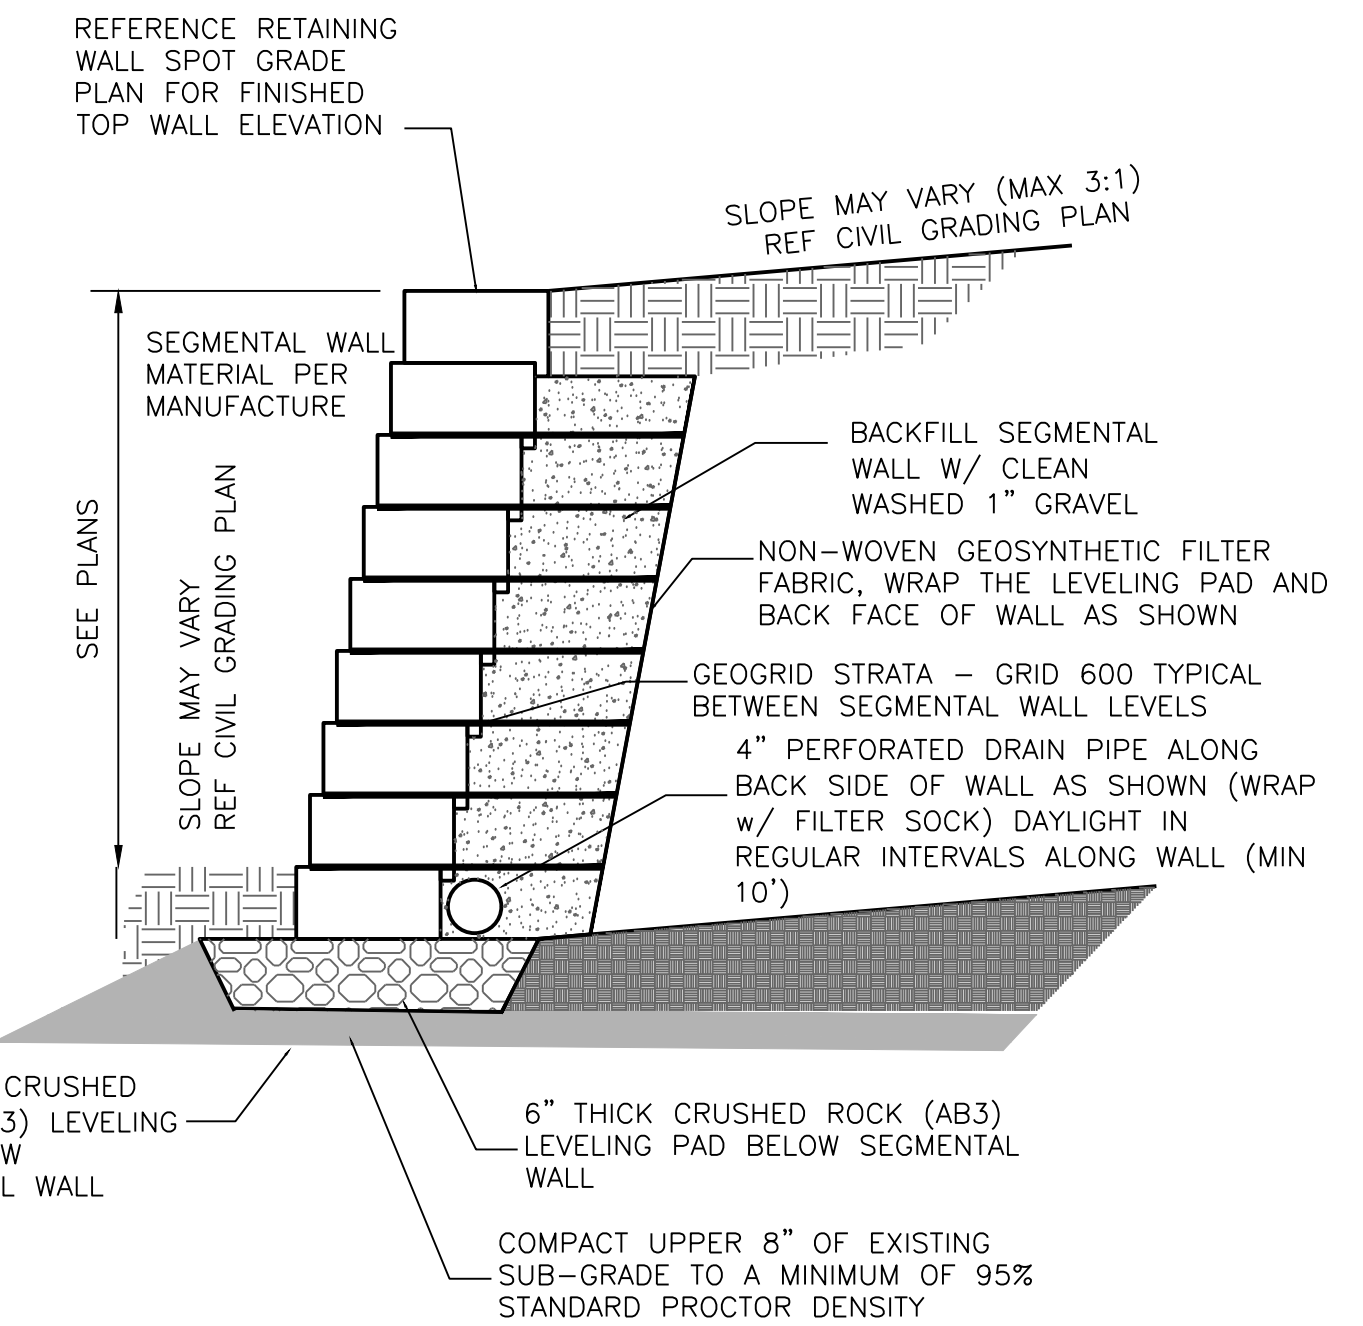 REFERENCE RETAINING
WALL SPOT GRADE
PLAN FOR FINISHED
TOP WALL ELEVATION
SLOPE MAY VARY (MAX 3:1)
REF CIVIL GRADING PLAN
SEGMENTAL WALL
MATERIAL PER
MANUFACTURE
SEE PLANS
SLOPE MAY VARY
REF CIVIL GRADING PLAN
BACKFILL SEGMENTAL
WALL W/ CLEAN
WASHED 1" GRAVEL
NON-WOVEN GEOSYNTHETIC FILTER
FABRIC, WRAP THE LEVELING PAD AND
BACK FACE OF WALL AS SHOWN
GEOGRID STRATA - GRID 600 TYPICAL
BETWEEN SEGMENTAL WALL LEVELS
4" PERFORATED DRAIN PIPE ALONG
BACK SIDE OF WALL AS SHOWN (WRAP
w/ FILTER SOCK) DAYLIGHT IN
REGULAR INTERVALS ALONG WALL (MIN
10')
CRUSHED
3) LEVELING
W
L WALL
6" THICK CRUSHED ROCK (AB3)
LEVELING PAD BELOW SEGMENTAL
WALL
COMPACT UPPER 8" OF EXISTING
SUB-GRADE TO A MINIMUM OF 95%
STANDARD PROCTOR DENSITY